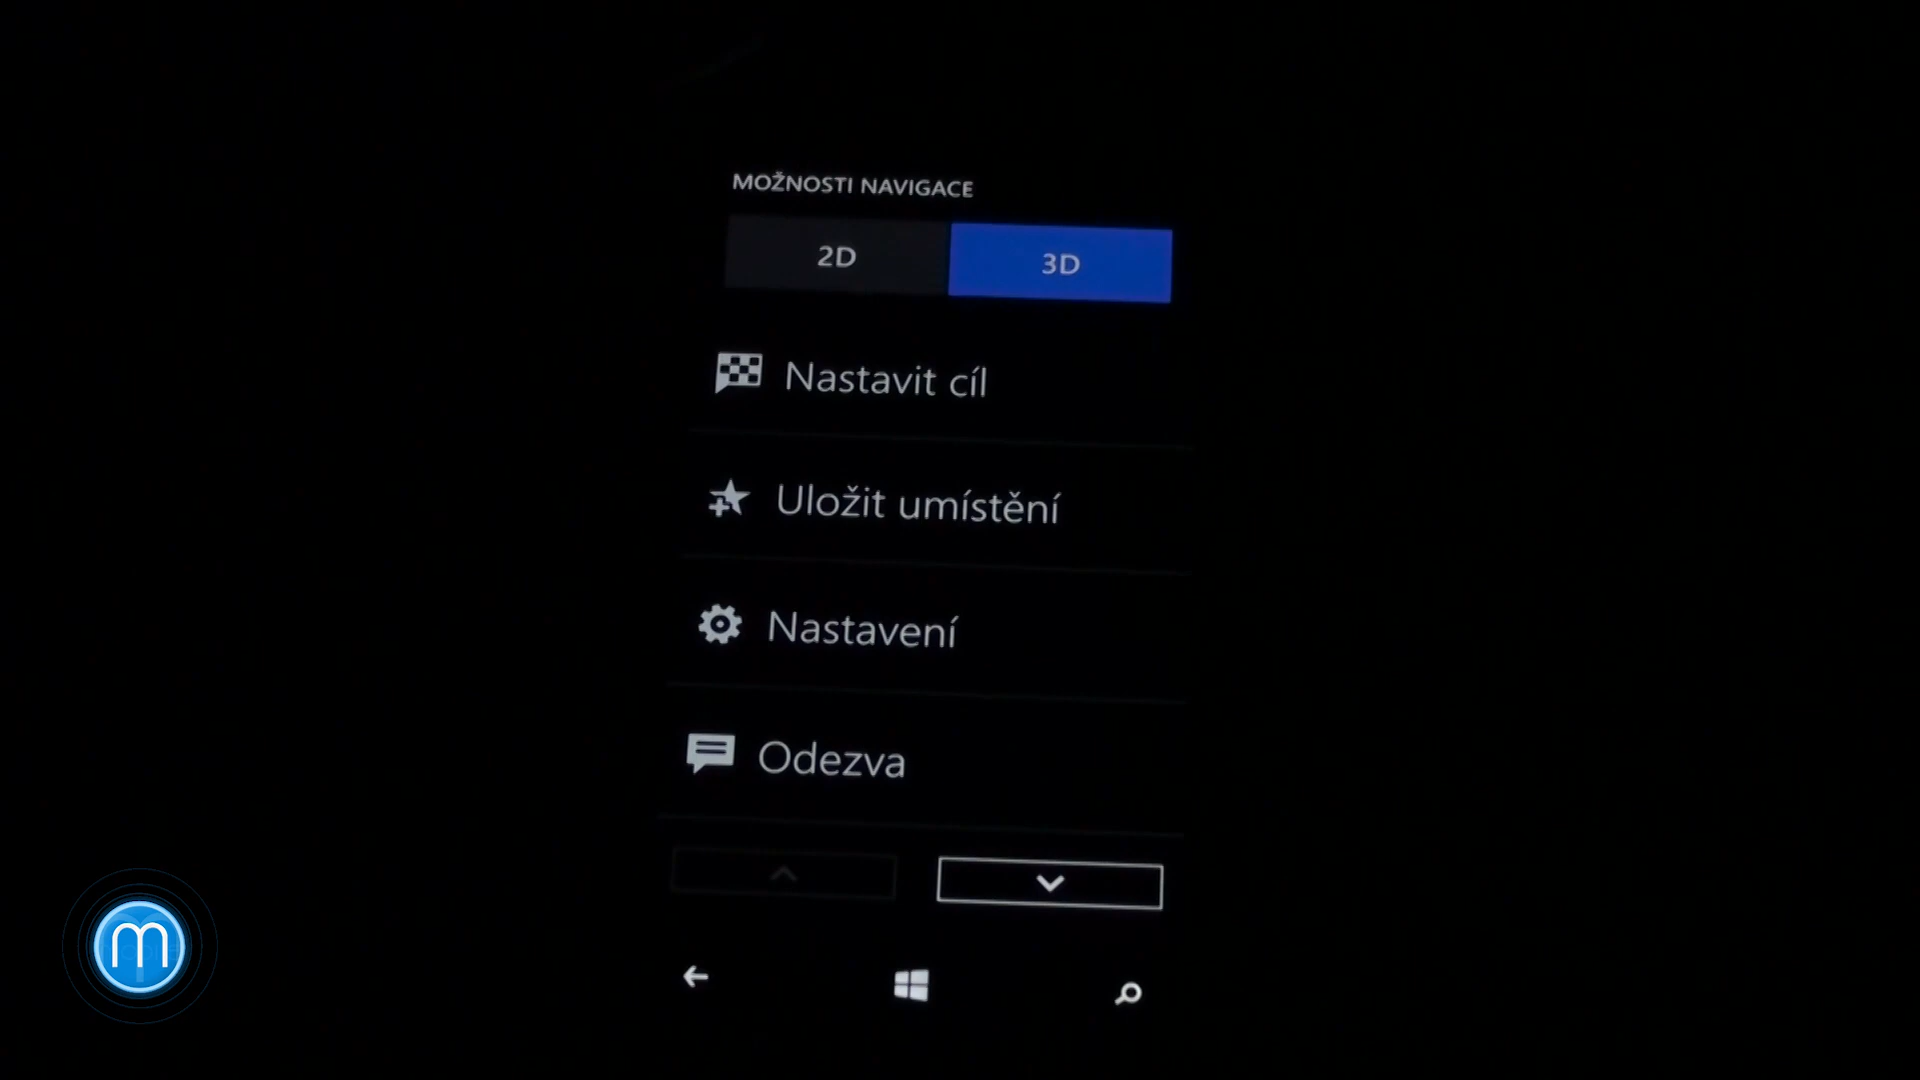 MOŽNOSTI NAVIGACE
2D
3D
Nastavit cíl
Uložit umístění
Nastavení
Odezva
m